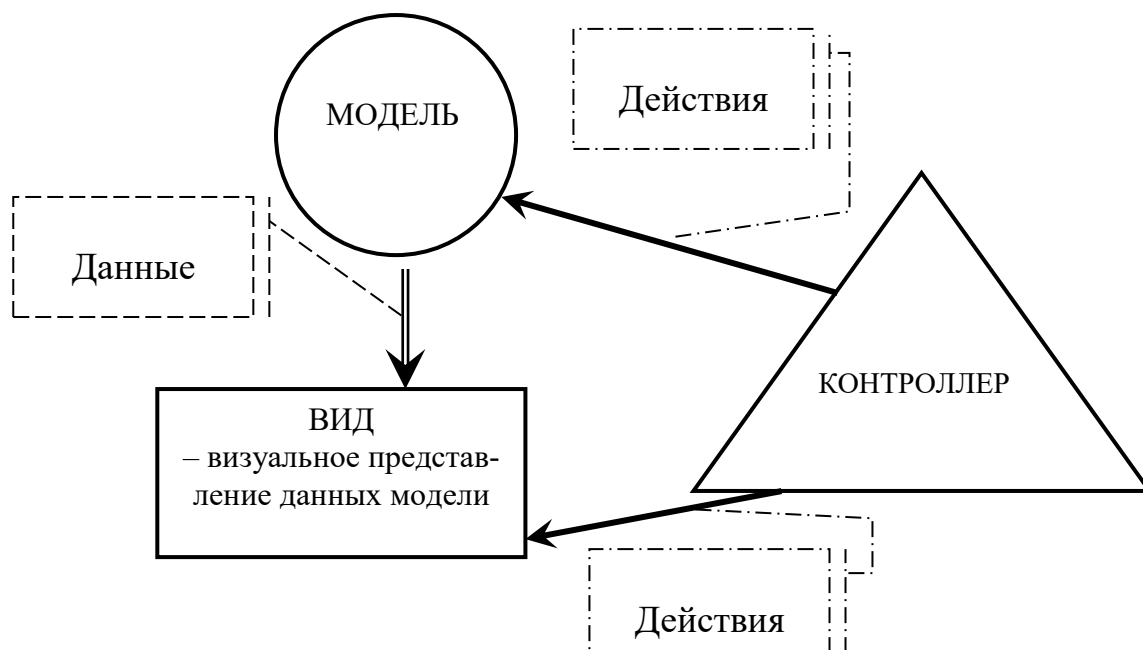 МОДЕЛЬ
Действия
Данные
КОНТРОЛЛЕР
ВИД
– визуальное представ-
ление данных модели
Действия